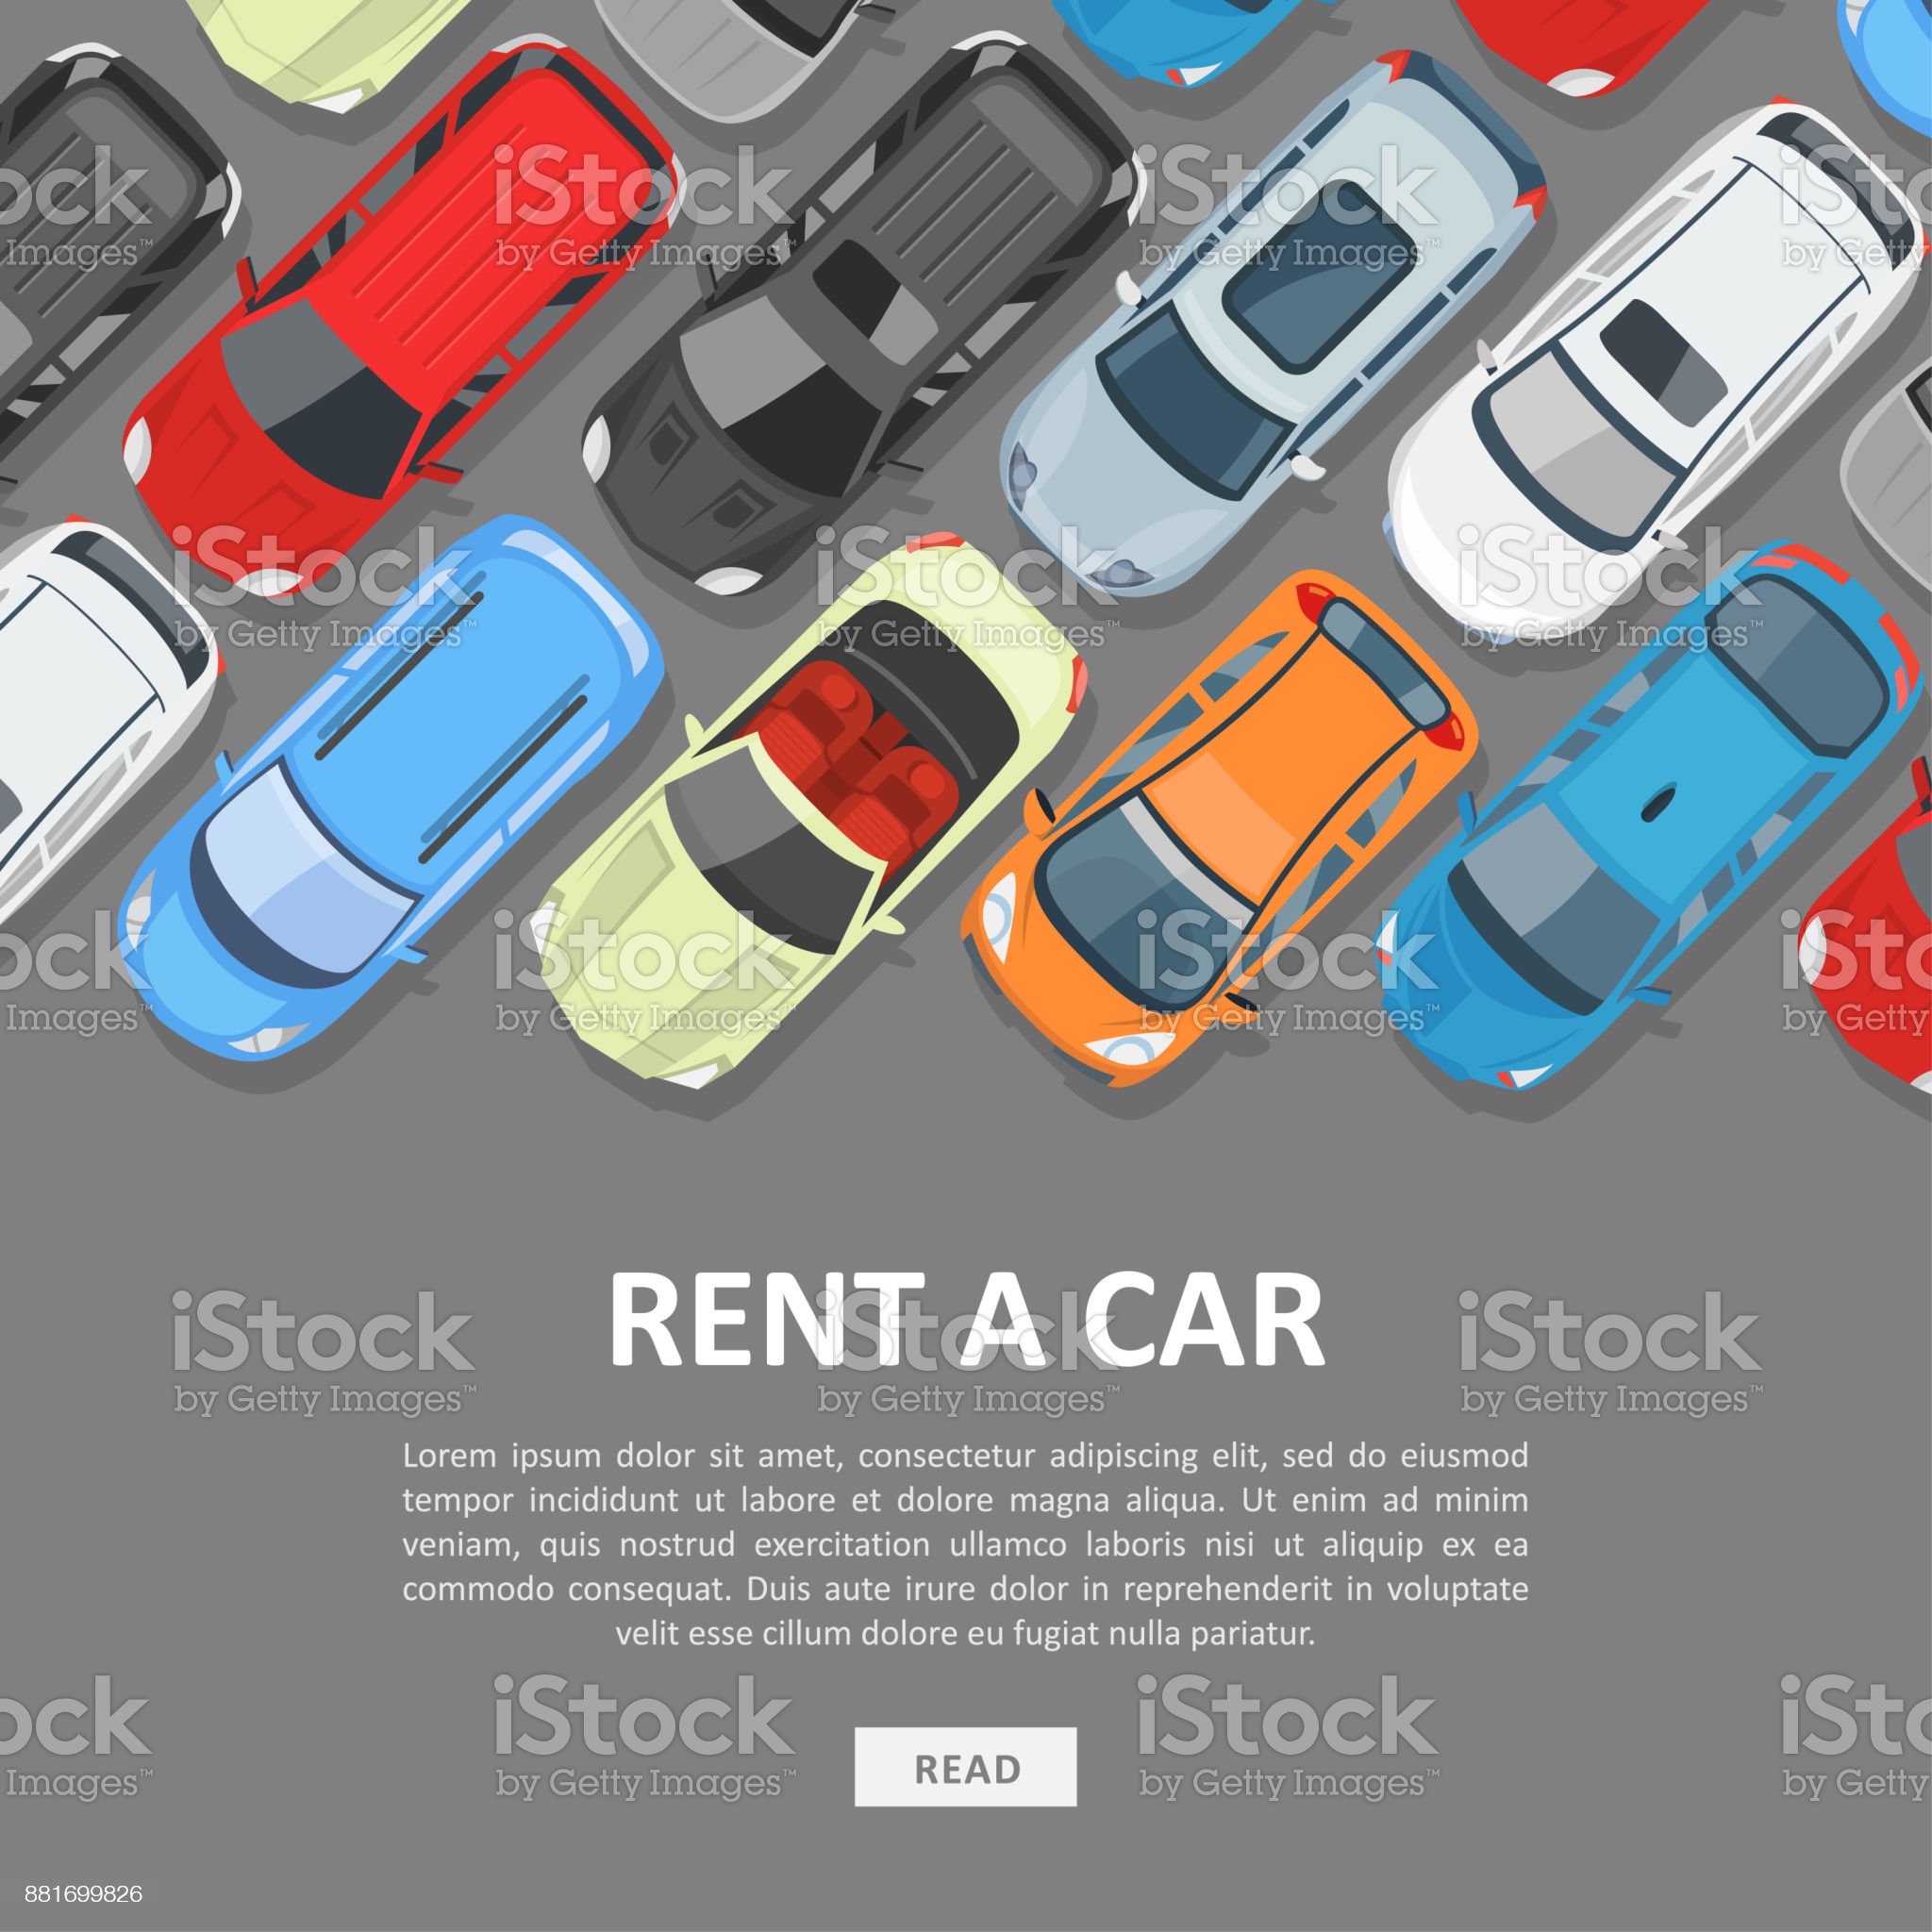 iStock
by Getty Images™
RENT A CAR
Lorem ipsum dolor sit amet, consectetur adipiscing elit, sed do eiusmod
tempor incididunt ut labore et dolore magna aliqua. Ut enim ad minim
veniam, quis nostrud exercitation ullamco laboris nisi ut aliquip ex ea
commodo consequat. Duis aute irure dolor in reprehenderit in voluptate
velit esse cillum dolore eu fugiat nulla pariatur.
READ
881699826